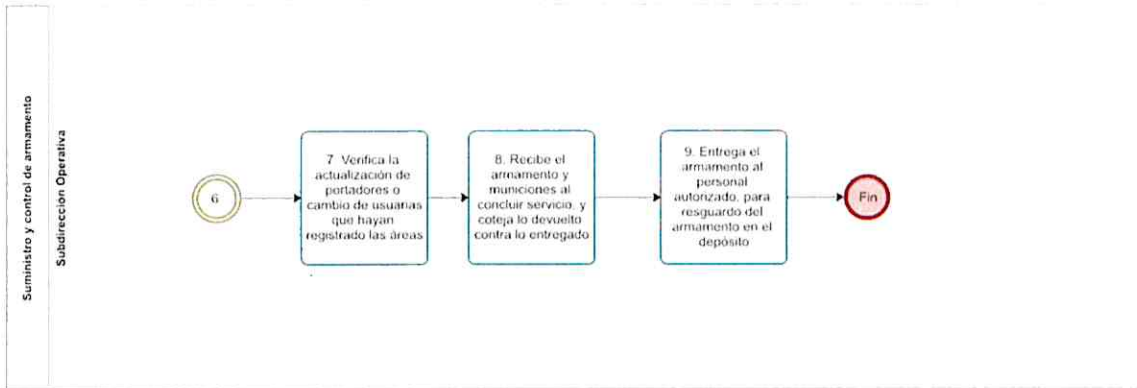 Suministro y control de armamento
Subdirección Operativa
6
7 Verifica la
actualización de
portadores o
cambio de usuarias
que hayan
registrado las áreas
8. Recibe el
armamento y
municiones al
concluir servicio, y
coteja lo devuelto
contra lo entregado
9. Entrega el
armamento al
personal
autorizado, para
resguardo del
armamento en el
depósito
Fin